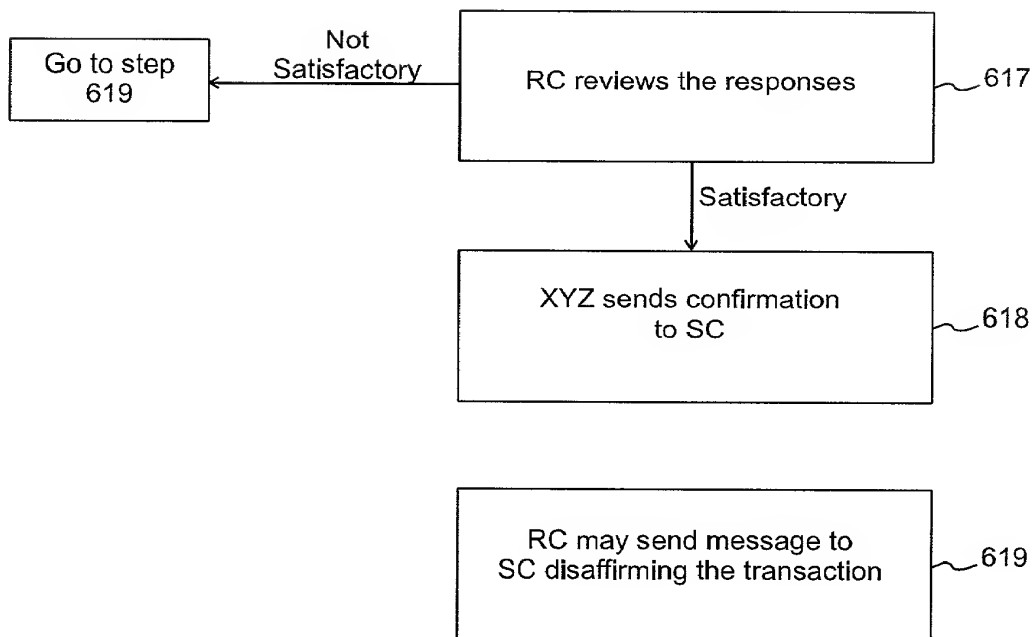 Not
Satisfactory
Go to step
619
RC reviews the responses
617
Satisfactory
XYZ sends confirmation
to SC
618
RC may send message to
SC disaffirming the transaction
619